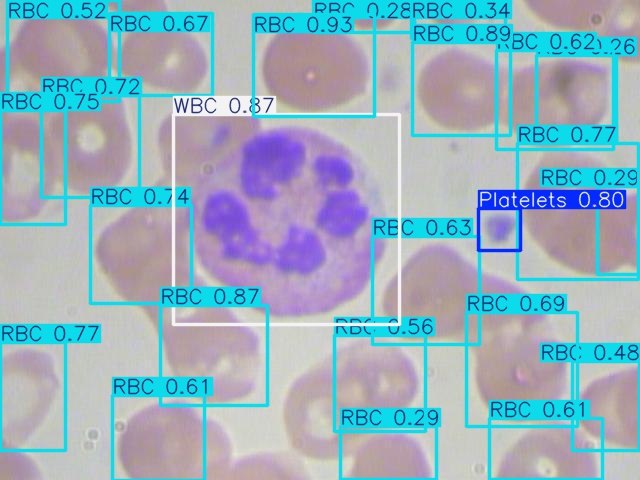 RBC 0.52
RBC 0.67
RBC 0.28
RBC 0.34
RBC 0.93
RBC 0.89
RBC 0.62
0.26
RBC 0.72
RBC 0.75
WBC 0.87
RBC 0.77
RBC 0.29
RBC 0.74
Platelets 0.80
RBC 0.63
RBC 0.87
RBC 0.69
RBC 0.77
RBC 0.56
RBC 0.48
RBC 0.61
RBC 0.29
RBC 0.61